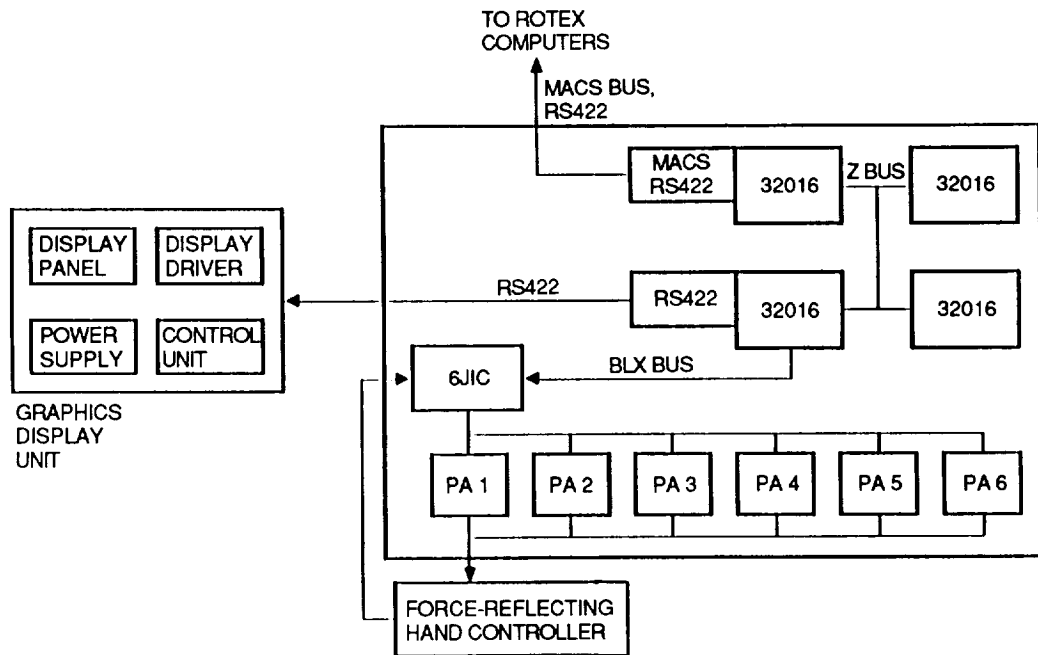 TO ROTEX
COMPUTERS
MACS BUS,
RS422
MACS
RS422
32016
Z BUS
32016
DISPLAY
PANEL
DISPLAY
DRIVER
POWER
SUPPLY
CONTROL
UNIT
GRAPHICS
DISPLAY
UNIT
RS422
RS422
32016
32016
BLX BUS
6JIC
PA 1
PA 2
PA 3
PA 4
PA 5
PA 6
FORCE-REFLECTING
HAND CONTROLLER